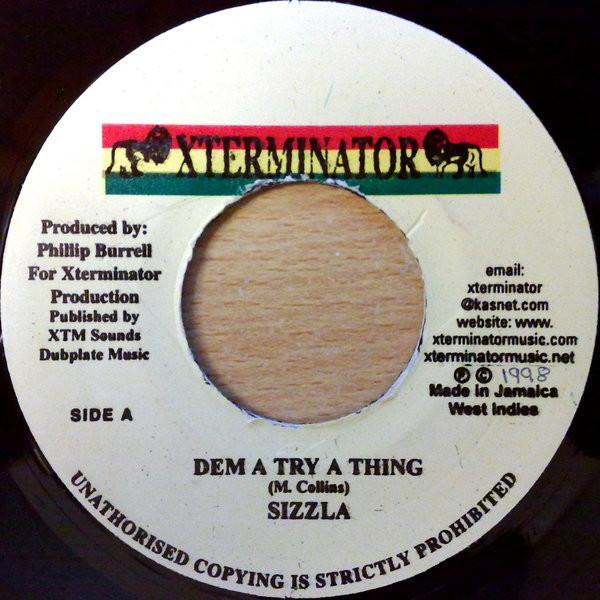 XTERMINATOR
Produced by:
Phillip Burrell
For Xterminator
Production
Published by
XTM Sounds
Dubplate Music
SIDE A
email:
xterminator
@kasnet.com
website: www.
xterminatormusic.com
xterminatormusic.net
℗ © 1998
Made in Jamaica
West Indies
DEM A TRY A THING
(M. Collins)
SIZZLA
UNAUTHORISED COPYING IS STRICTLY PROHIBITED